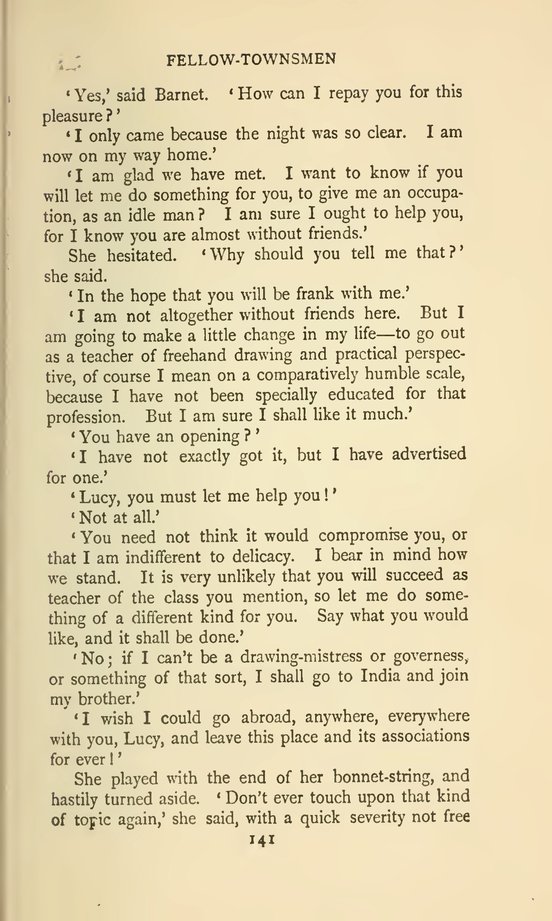 FELLOW-TOWNSMEN
‘Yes,’ said Barnet. ‘How can I repay you for this
pleasure?’
‘I only came because the night was so clear. I am
now on my way home.’
‘I am glad we have met. I want to know if you
will let me do something for you, to give me an occupa-
tion, as an idle man? I am sure I ought to help you,
for I know you are almost without friends.’
She hesitated. ‘Why should you tell me that?’
she said.
‘In the hope that you will be frank with me.’
‘I am not altogether without friends here. But I
am going to make a little change in my life—to go out
as a teacher of freehand drawing and practical perspec-
tive, of course I mean on a comparatively humble scale,
because I have not been specially educated for that
profession. But I am sure I shall like it much.’
‘You have an opening?’
‘I have not exactly got it, but I have advertised
for one.’
‘Lucy, you must let me help you!’
‘Not at all.’
‘You need not think it would compromise you, or
that I am indifferent to delicacy. I bear in mind how
we stand. It is very unlikely that you will succeed as
teacher of the class you mention, so let me do some-
thing of a different kind for you. Say what you would
like, and it shall be done.’
‘No; if I can’t be a drawing-mistress or governess,
or something of that sort, I shall go to India and join
my brother.’
‘I wish I could go abroad, anywhere, everywhere
with you, Lucy, and leave this place and its associations
for ever!’
She played with the end of her bonnet-string, and
hastily turned aside. ‘Don’t ever touch upon that kind
of topic again,’ she said, with a quick severity not free
141